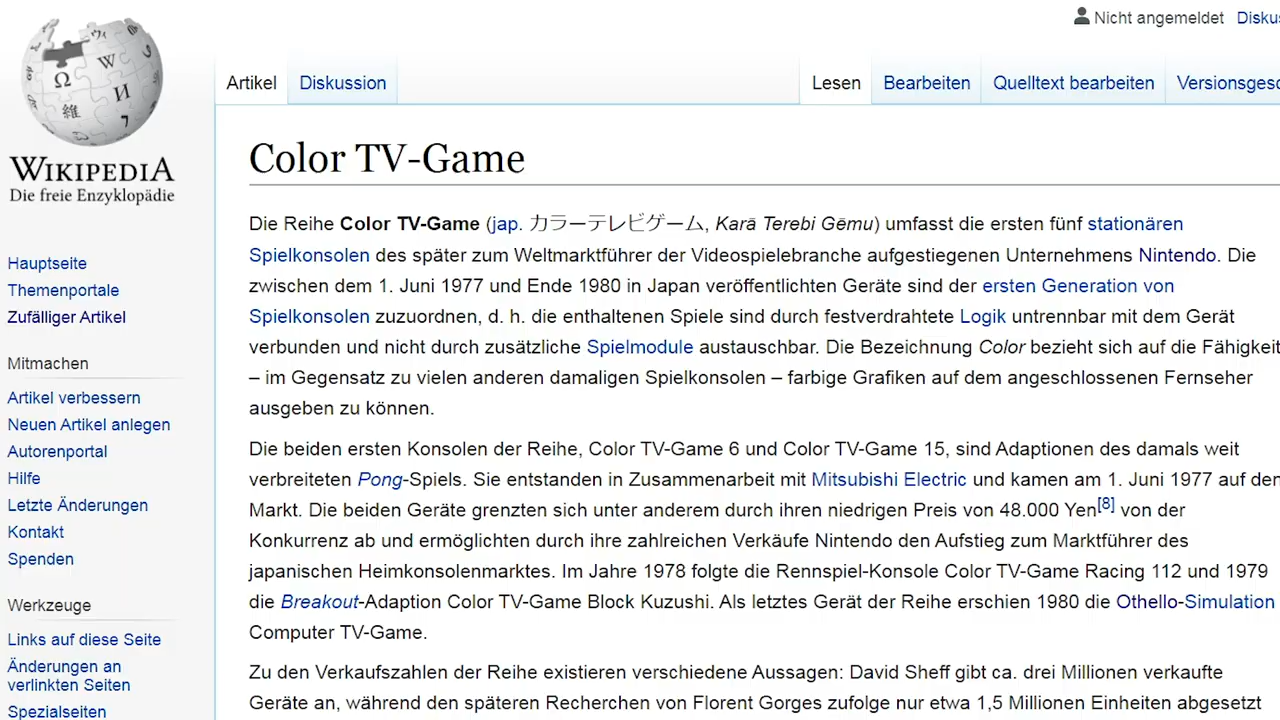 Nicht angemeldet Disku
Artikel Diskussion Lesen Bearbeiten Quelltext bearbeiten Versionsgesc
WIKIPEDIA
Die freie Enzyklopädie
Hauptseite
Themenportale
Zufälliger Artikel
Mitmachen
Artikel verbessern
Neuen Artikel anlegen
Autorenportal
Hilfe
Letzte Änderungen
Kontakt
Spenden
Werkzeuge
Links auf diese Seite
Änderungen an
verlinkten Seiten
Spezialseiten
Color TV-Game
Die Reihe Color TV-Game (jap. カラーテレビゲーム, Karā Terebi Gēmu) umfasst die ersten fünf stationären
Spielkonsolen des später zum Weltmarktführer der Videospielebranche aufgestiegenen Unternehmens Nintendo. Die
zwischen dem 1. Juni 1977 und Ende 1980 in Japan veröffentlichten Geräte sind der ersten Generation von
Spielkonsolen zuzuordnen, d. h. die enthaltenen Spiele sind durch festverdrahtete Logik untrennbar mit dem Gerät
verbunden und nicht durch zusätzliche Spielmodule austauschbar. Die Bezeichnung Color bezieht sich auf die Fähigkeit
– im Gegensatz zu vielen anderen damaligen Spielkonsolen – farbige Grafiken auf dem angeschlossenen Fernseher
ausgeben zu können.
Die beiden ersten Konsolen der Reihe, Color TV-Game 6 und Color TV-Game 15, sind Adaptionen des damals weit
verbreiteten Pong-Spiels. Sie entstanden in Zusammenarbeit mit Mitsubishi Electric und kamen am 1. Juni 1977 auf den
Markt. Die beiden Geräte grenzten sich unter anderem durch ihren niedrigen Preis von 48.000 Yen[8] von der
Konkurrenz ab und ermöglichten durch ihre zahlreichen Verkäufe Nintendo den Aufstieg zum Marktführer des
japanischen Heimkonsolenmarktes. Im Jahre 1978 folgte die Rennspiel-Konsole Color TV-Game Racing 112 und 1979
die Breakout-Adaption Color TV-Game Block Kuzushi. Als letztes Gerät der Reihe erschien 1980 die Othello-Simulation
Computer TV-Game.
Zu den Verkaufszahlen der Reihe existieren verschiedene Aussagen: David Sheff gibt ca. drei Millionen verkaufte
Geräte an, während den späteren Recherchen von Florent Gorges zufolge nur etwa 1,5 Millionen Einheiten abgesetzt